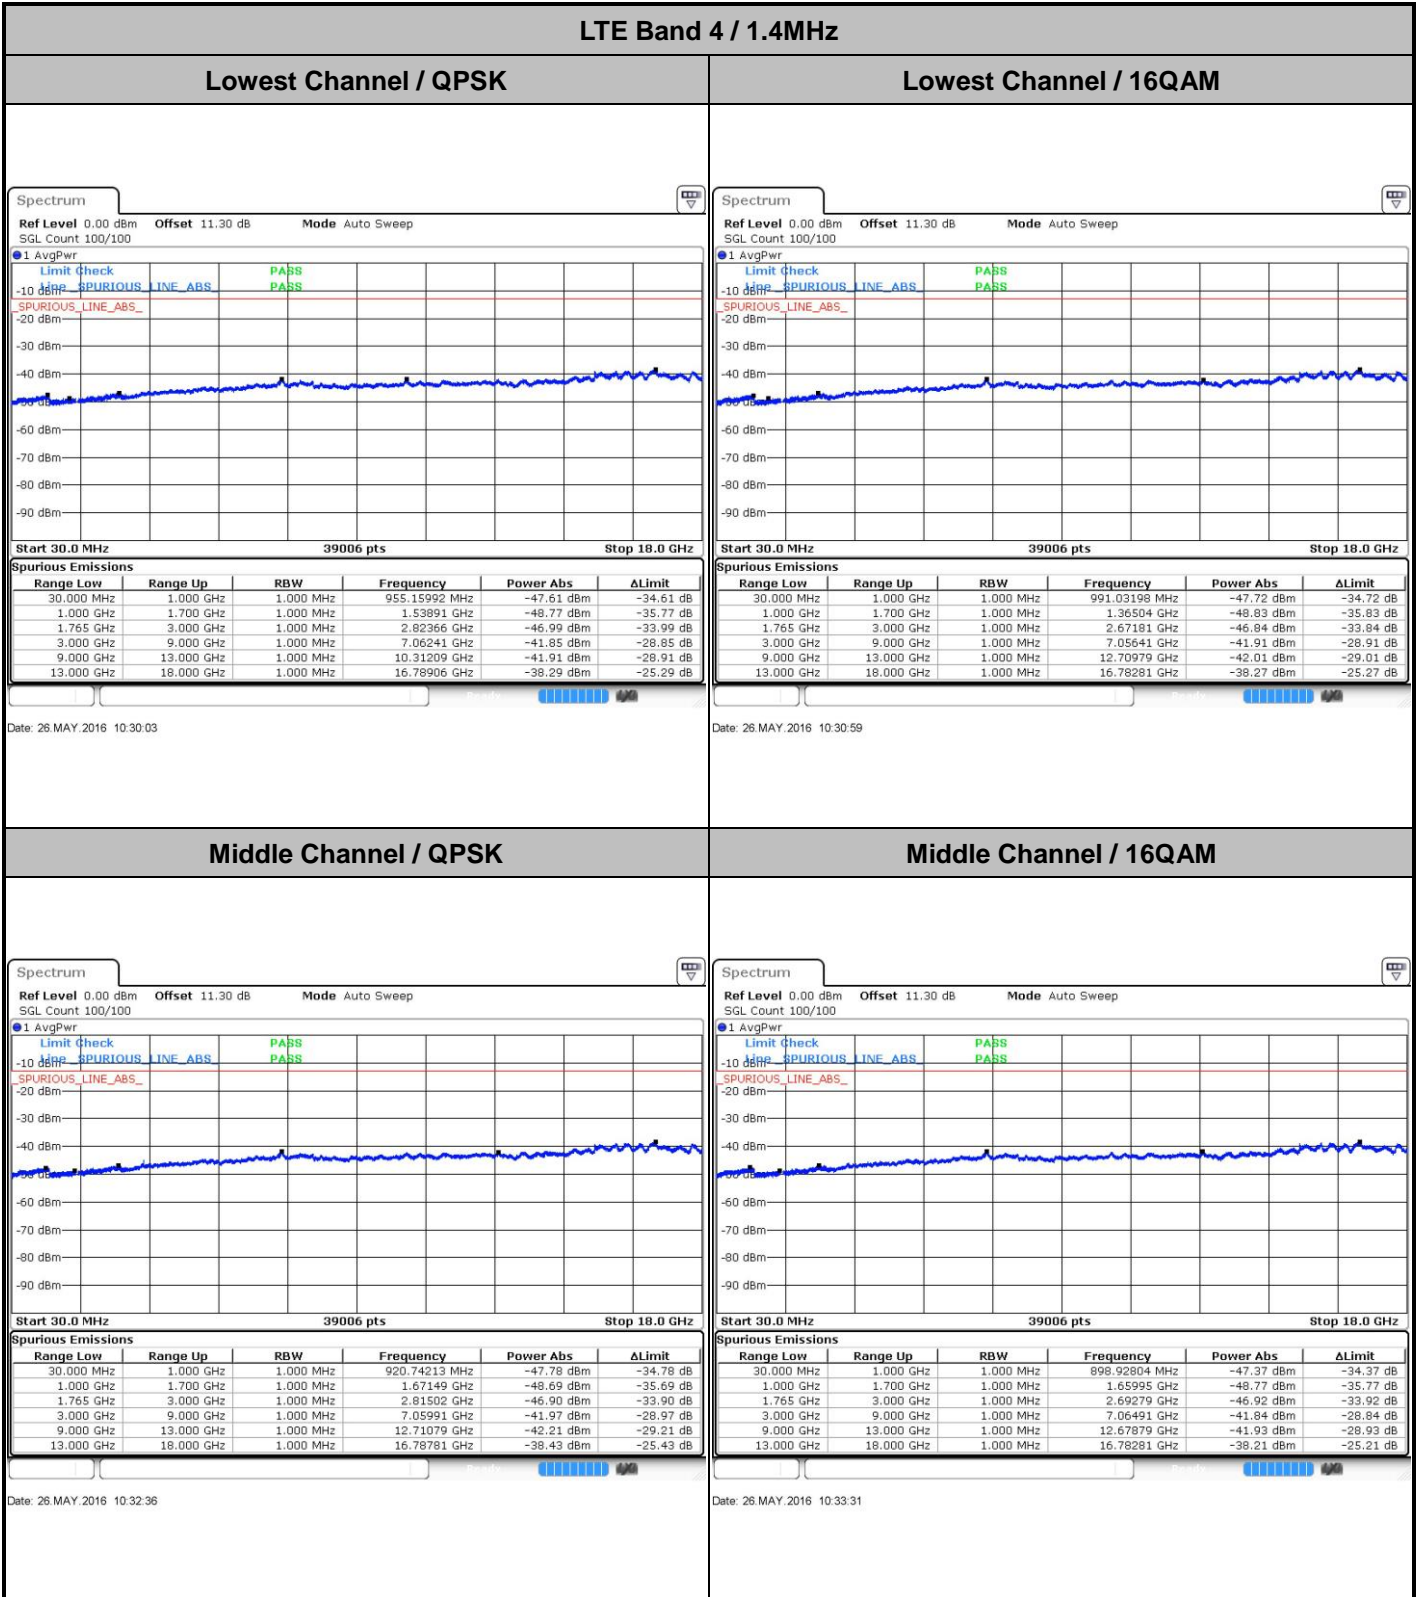 LTE Band 4 / 1.4MHz
Lowest Channel / QPSK
Lowest Channel / 16QAM
Spectrum
Ref Level 0.00 dBm Offset 11.30 dB Mode Auto Sweep
SGL Count 100/100
1 AvgPwr
Limit Check PASS
Line _SPURIOUS_LINE_ABS_ PASS
-10 dBm
_SPURIOUS_LINE_ABS_
-20 dBm
-30 dBm
-40 dBm
-50 dBm
-60 dBm
-70 dBm
-80 dBm
-90 dBm
Start 30.0 MHz 39006 pts Stop 18.0 GHz
Spurious Emissions
Range Low Range Up RBW Frequency Power Abs ΔLimit
30.000 MHz 1.000 GHz 1.000 MHz 955.15992 MHz -47.61 dBm -34.61 dB
1.000 GHz 1.700 GHz 1.000 MHz 1.53891 GHz -48.77 dBm -35.77 dB
1.765 GHz 3.000 GHz 1.000 MHz 2.82366 GHz -46.99 dBm -33.99 dB
3.000 GHz 9.000 GHz 1.000 MHz 7.06241 GHz -41.85 dBm -28.85 dB
9.000 GHz 13.000 GHz 1.000 MHz 10.31209 GHz -41.91 dBm -28.91 dB
13.000 GHz 18.000 GHz 1.000 MHz 16.78906 GHz -38.29 dBm -25.29 dB
Date: 26.MAY.2016 10:30:03
Spectrum
Ref Level 0.00 dBm Offset 11.30 dB Mode Auto Sweep
SGL Count 100/100
1 AvgPwr
Limit Check PASS
Line _SPURIOUS_LINE_ABS_ PASS
-10 dBm
_SPURIOUS_LINE_ABS_
-20 dBm
-30 dBm
-40 dBm
-50 dBm
-60 dBm
-70 dBm
-80 dBm
-90 dBm
Start 30.0 MHz 39006 pts Stop 18.0 GHz
Spurious Emissions
Range Low Range Up RBW Frequency Power Abs ΔLimit
30.000 MHz 1.000 GHz 1.000 MHz 991.03198 MHz -47.72 dBm -34.72 dB
1.000 GHz 1.700 GHz 1.000 MHz 1.36504 GHz -48.83 dBm -35.83 dB
1.765 GHz 3.000 GHz 1.000 MHz 2.67181 GHz -46.84 dBm -33.84 dB
3.000 GHz 9.000 GHz 1.000 MHz 7.05641 GHz -41.91 dBm -28.91 dB
9.000 GHz 13.000 GHz 1.000 MHz 12.70979 GHz -42.01 dBm -29.01 dB
13.000 GHz 18.000 GHz 1.000 MHz 16.78281 GHz -38.27 dBm -25.27 dB
Date: 26.MAY.2016 10:30:59
Middle Channel / QPSK
Middle Channel / 16QAM
Spectrum
Ref Level 0.00 dBm Offset 11.30 dB Mode Auto Sweep
SGL Count 100/100
1 AvgPwr
Limit Check PASS
Line _SPURIOUS_LINE_ABS_ PASS
-10 dBm
_SPURIOUS_LINE_ABS_
-20 dBm
-30 dBm
-40 dBm
-50 dBm
-60 dBm
-70 dBm
-80 dBm
-90 dBm
Start 30.0 MHz 39006 pts Stop 18.0 GHz
Spurious Emissions
Range Low Range Up RBW Frequency Power Abs ΔLimit
30.000 MHz 1.000 GHz 1.000 MHz 920.74213 MHz -47.78 dBm -34.78 dB
1.000 GHz 1.700 GHz 1.000 MHz 1.67149 GHz -48.69 dBm -35.69 dB
1.765 GHz 3.000 GHz 1.000 MHz 2.81502 GHz -46.90 dBm -33.90 dB
3.000 GHz 9.000 GHz 1.000 MHz 7.05991 GHz -41.97 dBm -28.97 dB
9.000 GHz 13.000 GHz 1.000 MHz 12.71079 GHz -42.21 dBm -29.21 dB
13.000 GHz 18.000 GHz 1.000 MHz 16.78781 GHz -38.43 dBm -25.43 dB
Date: 26.MAY.2016 10:32:36
Spectrum
Ref Level 0.00 dBm Offset 11.30 dB Mode Auto Sweep
SGL Count 100/100
1 AvgPwr
Limit Check PASS
Line _SPURIOUS_LINE_ABS_ PASS
-10 dBm
_SPURIOUS_LINE_ABS_
-20 dBm
-30 dBm
-40 dBm
-50 dBm
-60 dBm
-70 dBm
-80 dBm
-90 dBm
Start 30.0 MHz 39006 pts Stop 18.0 GHz
Spurious Emissions
Range Low Range Up RBW Frequency Power Abs ΔLimit
30.000 MHz 1.000 GHz 1.000 MHz 898.92804 MHz -47.37 dBm -34.37 dB
1.000 GHz 1.700 GHz 1.000 MHz 1.65995 GHz -48.77 dBm -35.77 dB
1.765 GHz 3.000 GHz 1.000 MHz 2.69279 GHz -46.92 dBm -33.92 dB
3.000 GHz 9.000 GHz 1.000 MHz 7.06491 GHz -41.84 dBm -28.84 dB
9.000 GHz 13.000 GHz 1.000 MHz 12.67879 GHz -41.93 dBm -28.93 dB
13.000 GHz 18.000 GHz 1.000 MHz 16.78281 GHz -38.21 dBm -25.21 dB
Date: 26.MAY.2016 10:33:31